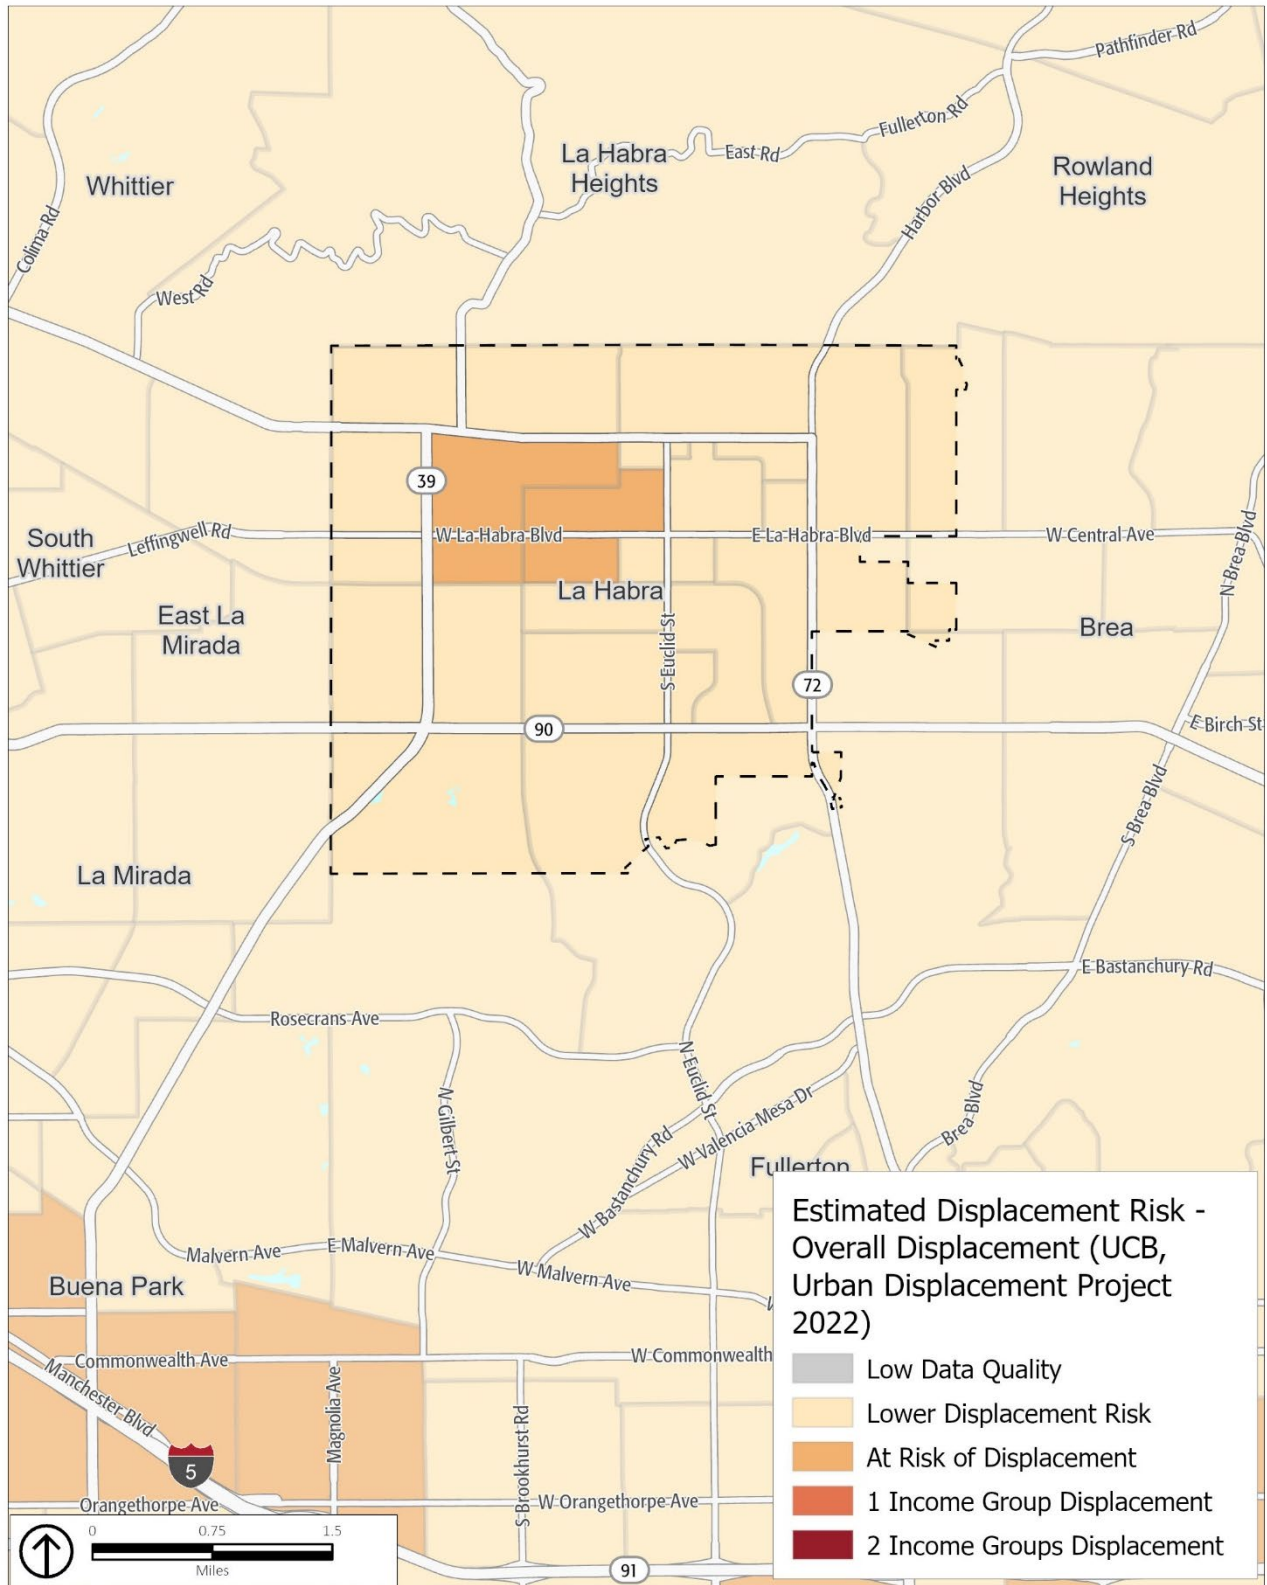 Pathfinder Rd
Fullerton Rd
La Habra
Heights
East Rd
Rowland
Heights
Whittier
Harbor Blvd
Colima Rd
West Rd
39
South
Whittier
Leffingwell Rd
W La Habra Blvd
E La Habra Blvd
W Central Ave
N Brea Blvd
La Habra
East La
Mirada
S Euclid St
Brea
72
90
E Birch St
S Brea Blvd
La Mirada
E Bastanchury Rd
Rosecrans Ave
N Euclid St
N Gilbert St
W Valencia Mesa Dr
Brea Blvd
W Bastanchury Rd
Fullerton
Malvern Ave
E Malvern Ave
W Malvern Ave
Buena Park
Commonwealth Ave
W Commonwealth
Manchester Blvd
Magnolia Ave
S Brookhurst Rd
5
Orangethorpe Ave
W Orangethorpe Ave
91
0 0.75 1.5
Miles
Estimated Displacement Risk -
Overall Displacement (UCB,
Urban Displacement Project
2022)
Low Data Quality
Lower Displacement Risk
At Risk of Displacement
1 Income Group Displacement
2 Income Groups Displacement